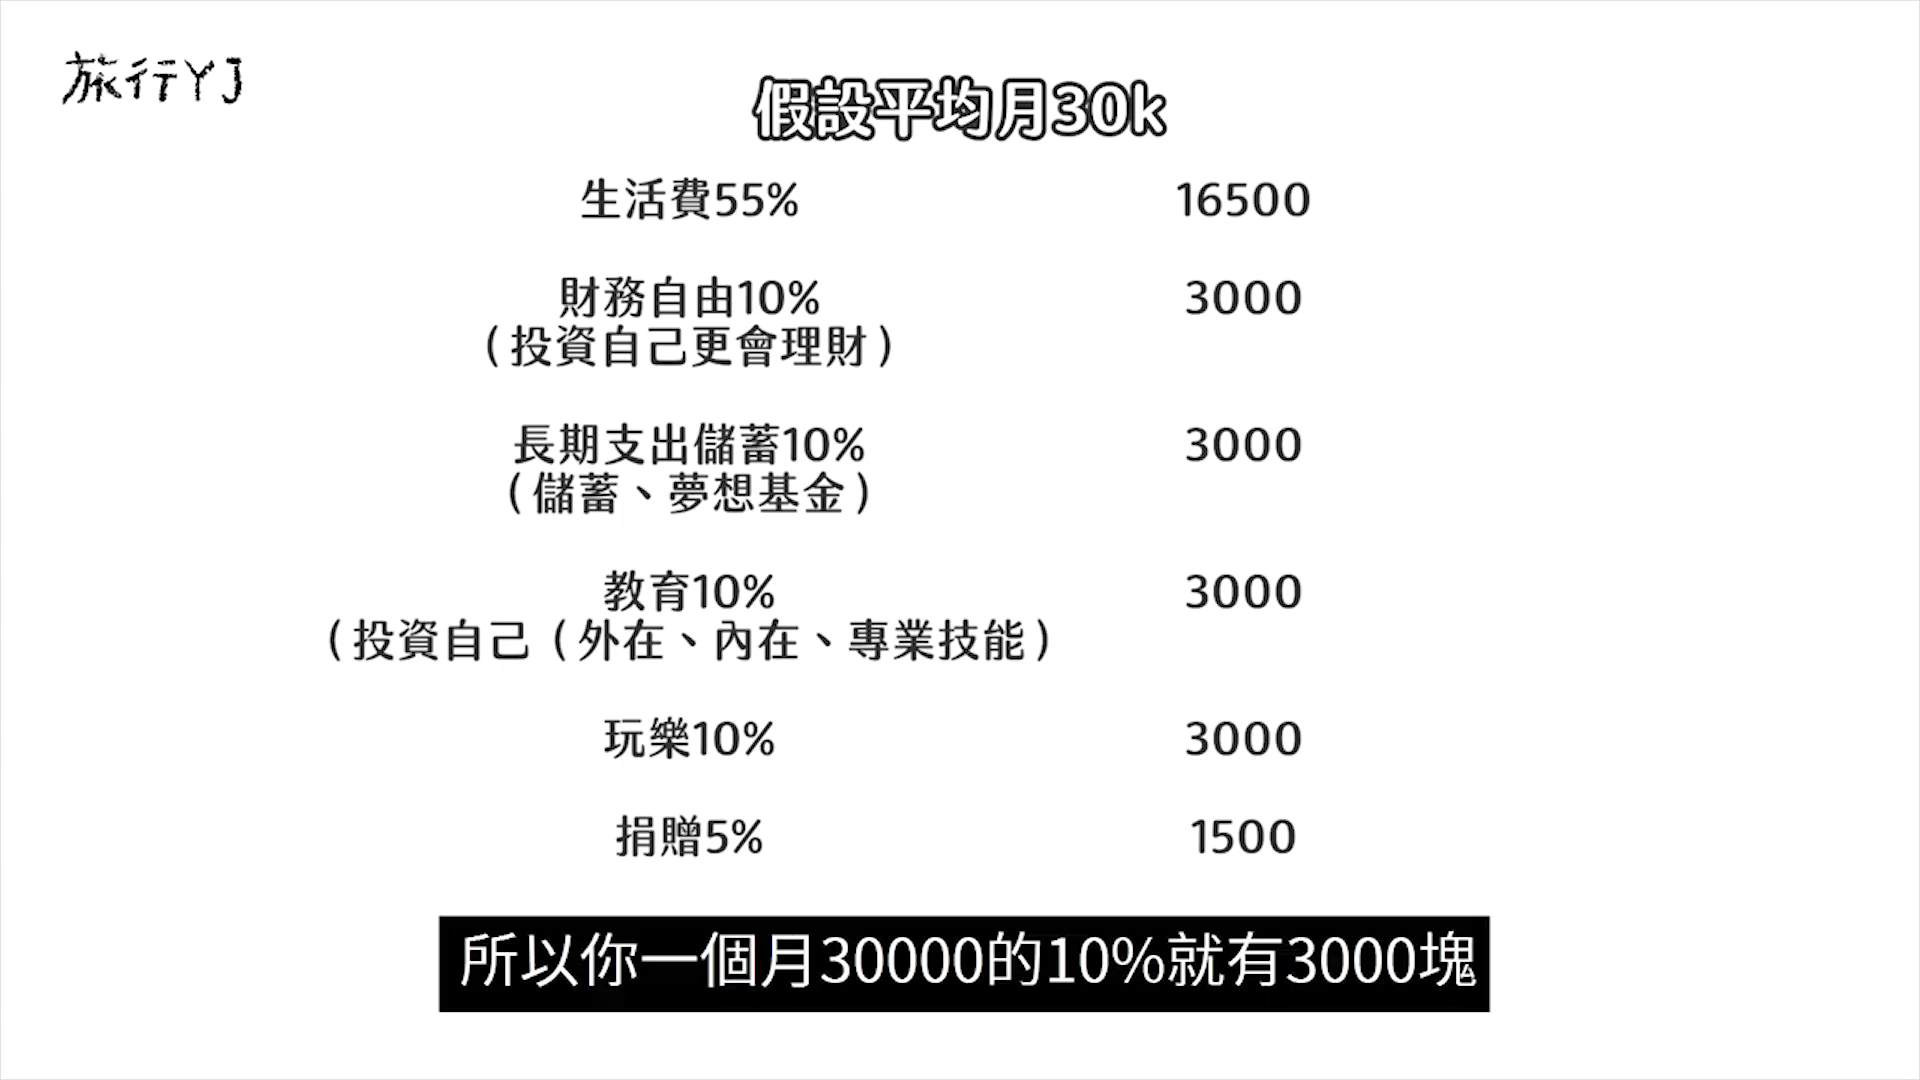 旅行YJ
假設平均月30k
生活費55% 16500
財務自由10% 3000
（投資自己更會理財）
長期支出儲蓄10% 3000
（儲蓄、夢想基金）
教育10% 3000
（投資自己（外在、內在、專業技能）
玩樂10% 3000
捐贈5% 1500
所以你一個月30000的10%就有3000塊